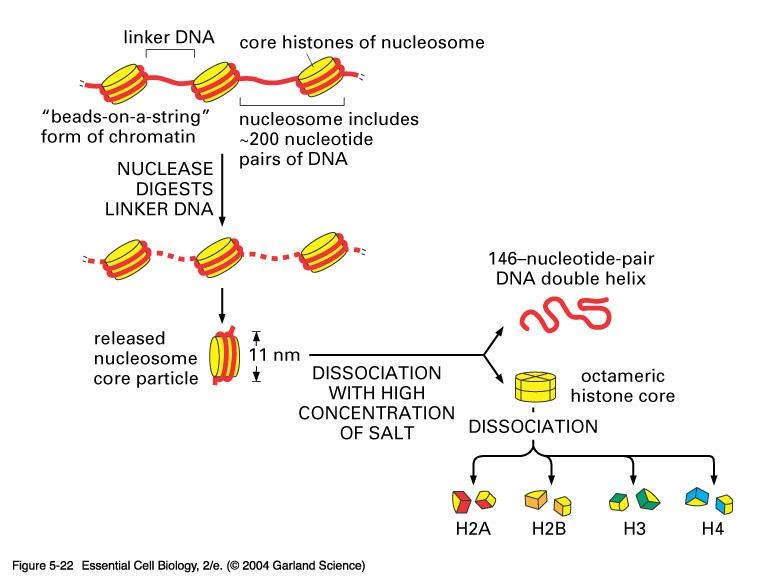 linker DNA
core histones of nucleosome
“beads-on-a-string”
form of chromatin
nucleosome includes
~200 nucleotide
pairs of DNA
NUCLEASE
DIGESTS
LINKER DNA
146–nucleotide-pair
DNA double helix
released
nucleosome
core particle
11 nm
DISSOCIATION
WITH HIGH
CONCENTRATION
OF SALT
octameric
histone core
DISSOCIATION
H2A
H2B
H3
H4
Figure 5-22 Essential Cell Biology, 2/e. (© 2004 Garland Science)